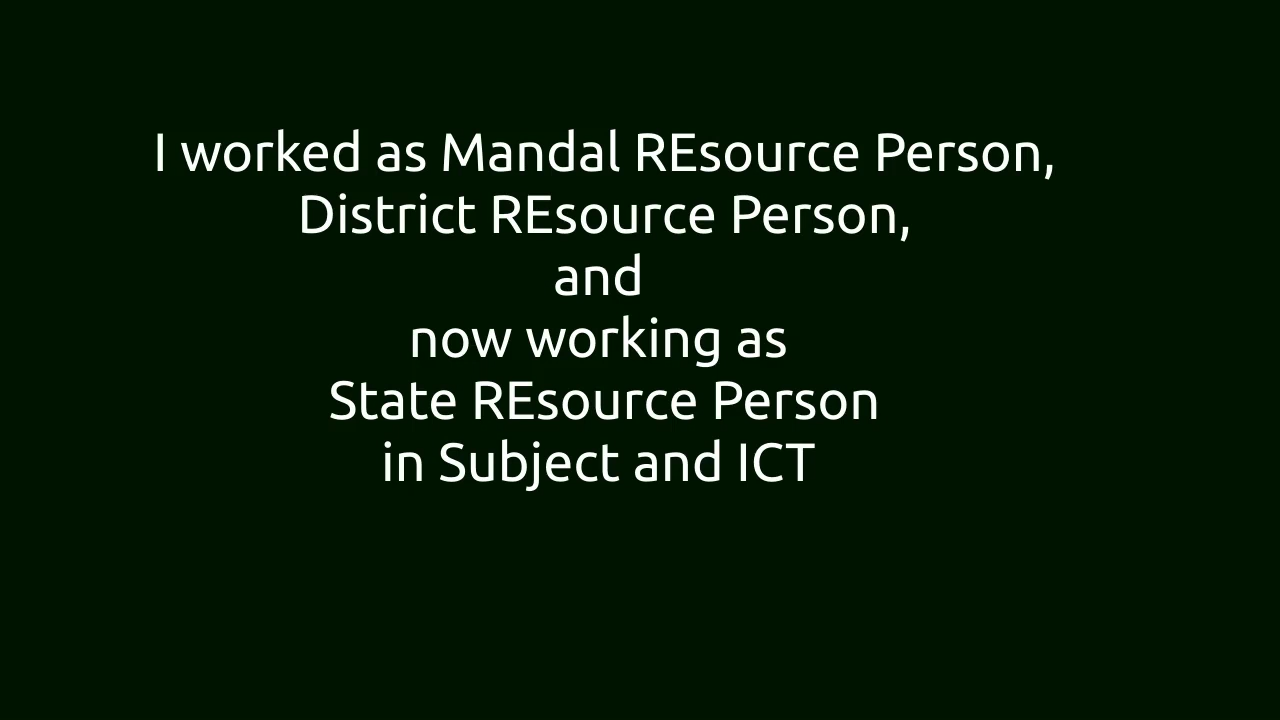 I worked as Mandal REsource Person,
District REsource Person,
and
now working as
State REsource Person
in Subject and ICT